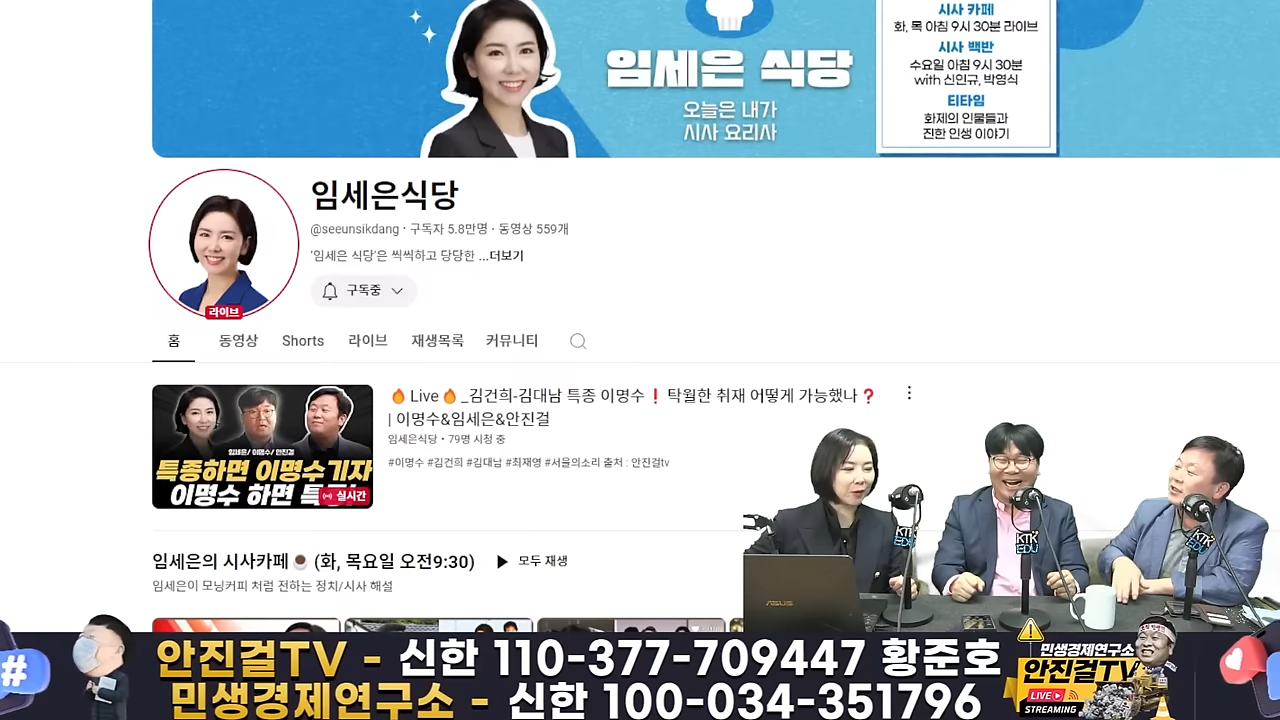 임세은 식당
오늘은 내가
시사 요리사
시사 카페
화, 목 아침 9시 30분 라이브
시사 백반
수요일 아침 9시 30분
with 신인규, 박영식
티타임
화제의 인물들과
진한 인생 이야기
임세은식당
@seeunsikdang · 구독자 5.8만명 · 동영상 559개
'임세은 식당'은 씩씩하고 당당한 ...더보기
구독중
라이브
홈 동영상 Shorts 라이브 재생목록 커뮤니티
임세은/ 이명수/ 안진걸
특종하면 이명수기자
이명수 하면
실시간
🔥Live🔥_김건희-김대남 특종 이명수❗탁월한 취재 어떻게 가능했나❓
| 이명수&임세은&안진걸
임세은식당 · 79명 시청 중
#이명수 #김건희 #김대남 #최재영 #서울의소리 출처 : 안진걸tv
임세은의 시사카페☕ (화, 목요일 오전9:30) ▶ 모두 재생
임세은이 모닝커피 처럼 전하는 정치/시사 해설
KTK EDU
KTK EDU
KTK EDU
ASUS
안진걸TV - 신한 110-377-709447 황준호
민생경제연구소 - 신한 100-034-351796
#
민생경제연구소
안진걸TV
LIVE
STREAMING